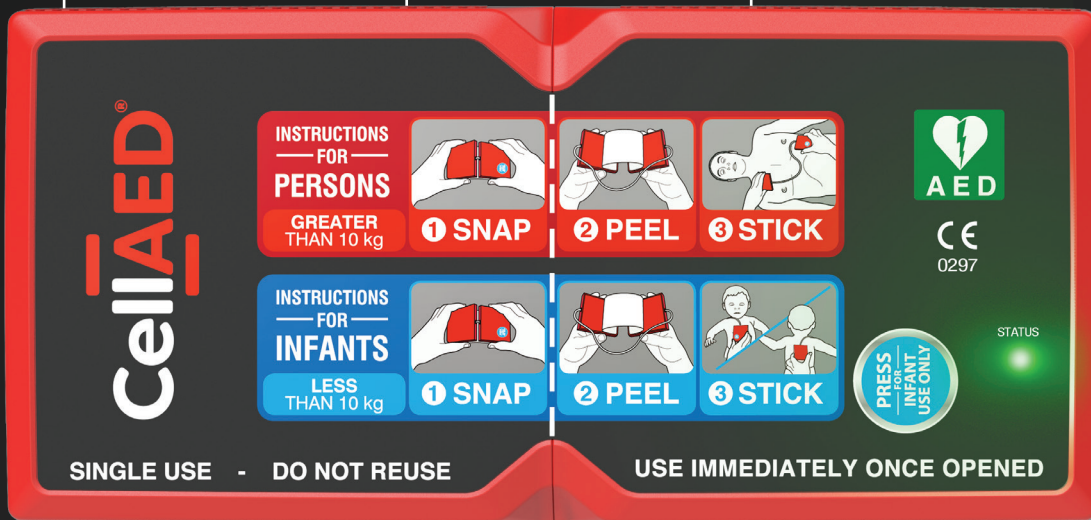 CellAED®
INSTRUCTIONS
FOR
PERSONS
GREATER
THAN 10 kg
1 SNAP
2 PEEL
3 STICK
INSTRUCTIONS
FOR
INFANTS
LESS
THAN 10 kg
1 SNAP
2 PEEL
3 STICK
AED
CE
0297
STATUS
PRESS
FOR
INFANT
USE ONLY
SINGLE USE - DO NOT REUSE
USE IMMEDIATELY ONCE OPENED